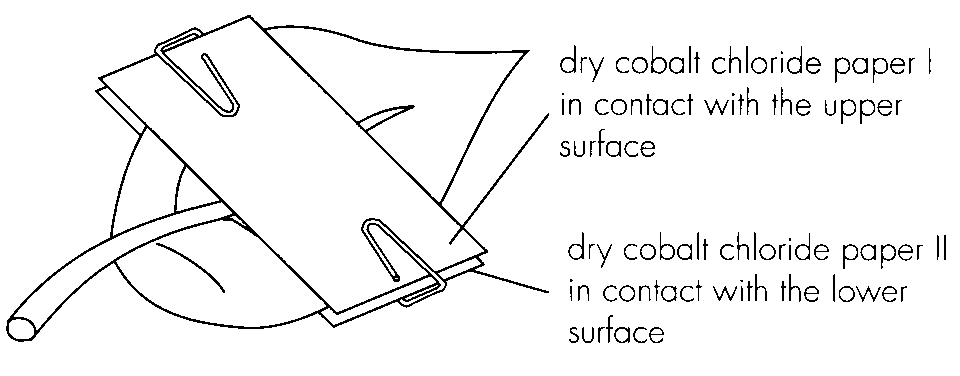 dry cobalt chloride paper I
in contact with the upper
surface
dry cobalt chloride paper II
in contact with the lower
surface